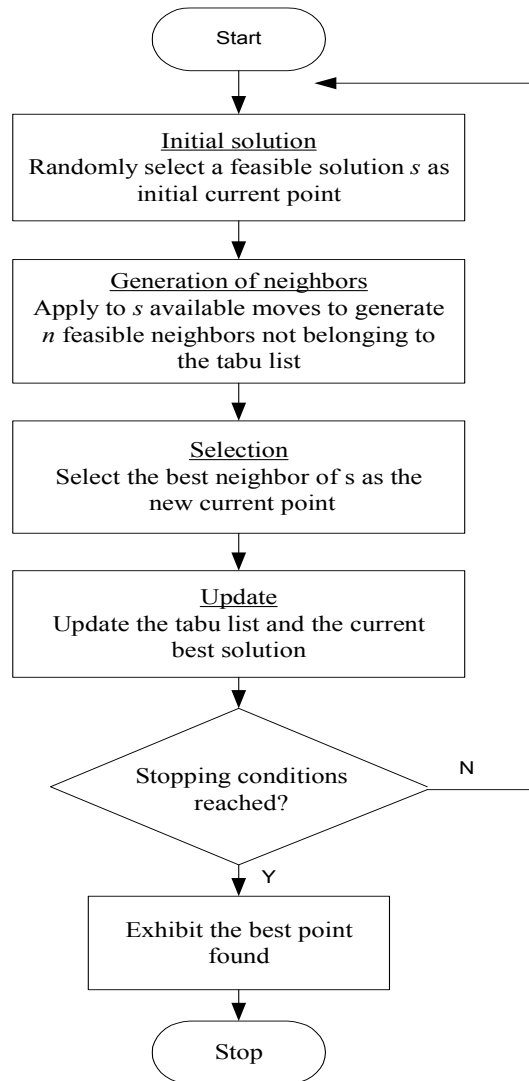 Start
Initial solution
Randomly select a feasible solution s as
initial current point
Generation of neighbors
Apply to s available moves to generate
n feasible neighbors not belonging to
the tabu list
Selection
Select the best neighbor of s as the
new current point
Update
Update the tabu list and the current
best solution
Stopping conditions
reached?
N
Y
Exhibit the best point
found
Stop